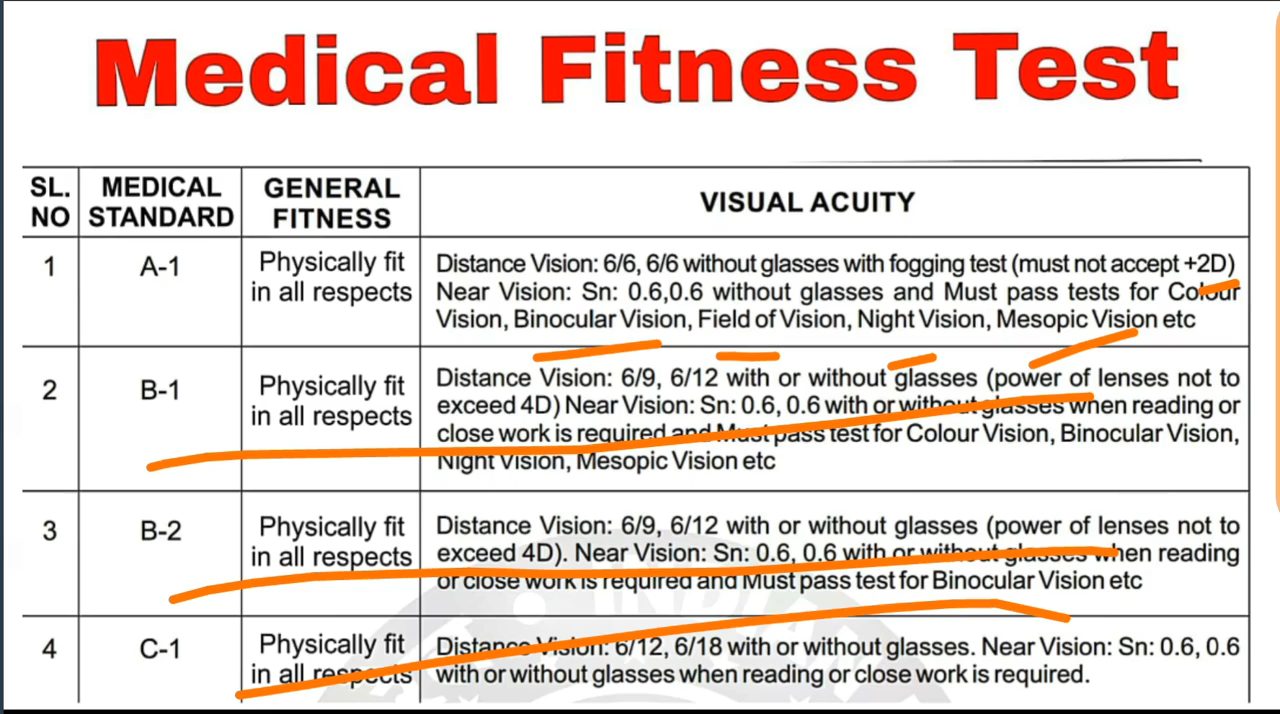 Medical Fitness Test
SL. NO
MEDICAL STANDARD
GENERAL FITNESS
VISUAL ACUITY
1
A-1
Physically fit
in all respects
Distance Vision: 6/6, 6/6 without glasses with fogging test (must not accept +2D)
Near Vision: Sn: 0.6,0.6 without glasses and Must pass tests for Colour
Vision, Binocular Vision, Field of Vision, Night Vision, Mesopic Vision etc
2
B-1
Physically fit
in all respects
Distance Vision: 6/9, 6/12 with or without glasses (power of lenses not to
exceed 4D) Near Vision: Sn: 0.6, 0.6 with or without glasses when reading or
close work is required and Must pass test for Colour Vision, Binocular Vision,
Night Vision, Mesopic Vision etc
3
B-2
Physically fit
in all respects
Distance Vision: 6/9, 6/12 with or without glasses (power of lenses not to
exceed 4D). Near Vision: Sn: 0.6, 0.6 with or without glasses when reading
or close work is required and Must pass test for Binocular Vision etc
4
C-1
Physically fit
in all respects
Distance Vision: 6/12, 6/18 with or without glasses. Near Vision: Sn: 0.6, 0.6
with or without glasses when reading or close work is required.